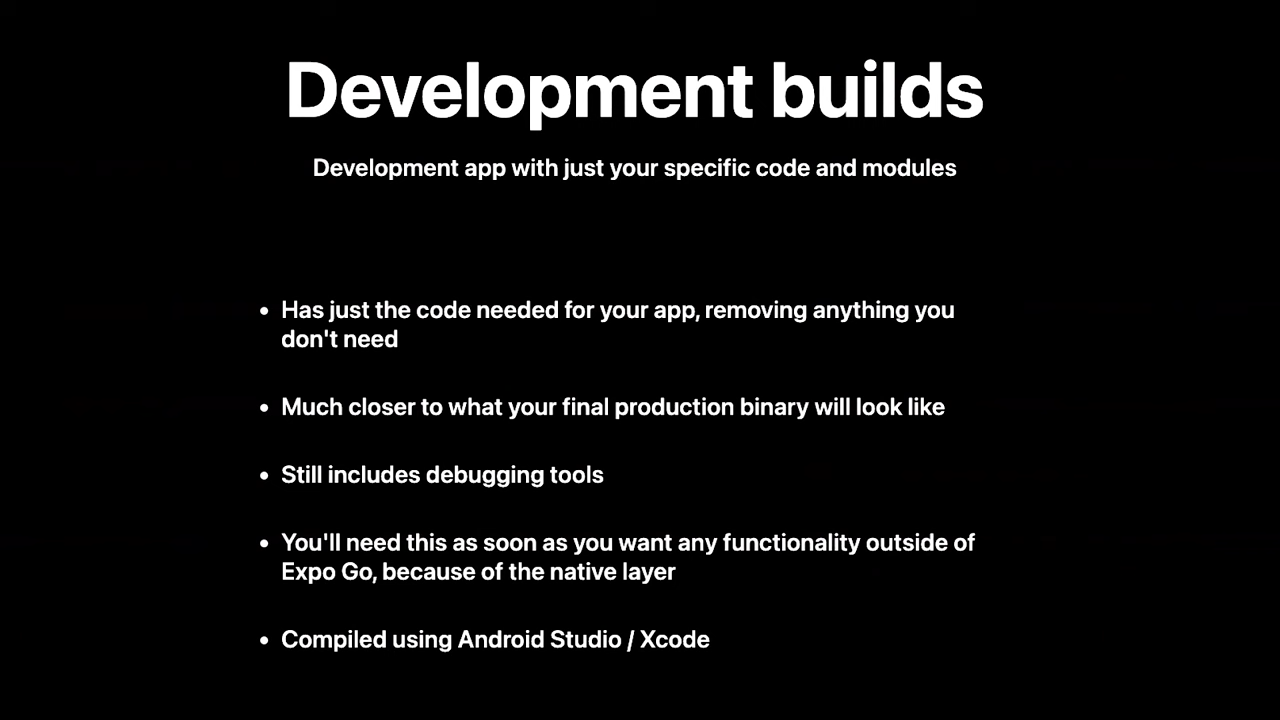 Development builds
Development app with just your specific code and modules
• Has just the code needed for your app, removing anything you
don't need
• Much closer to what your final production binary will look like
• Still includes debugging tools
• You'll need this as soon as you want any functionality outside of
Expo Go, because of the native layer
• Compiled using Android Studio / Xcode